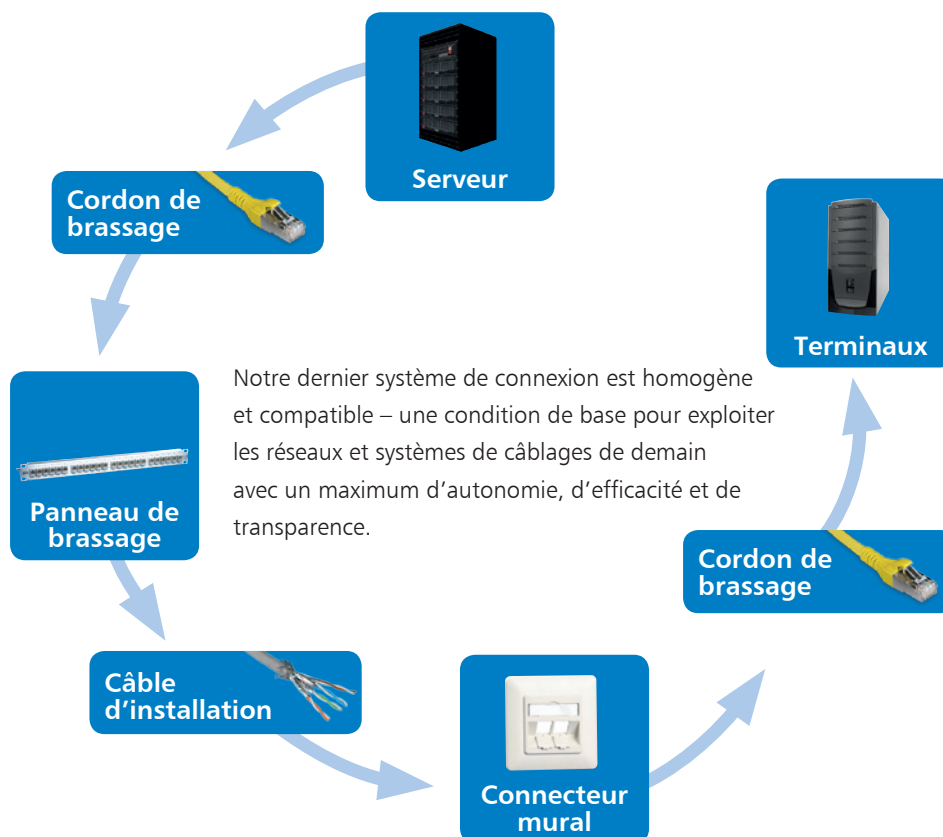 Serveur
Cordon de
brassage
Panneau de
brassage
Notre dernier système de connexion est homogène
et compatible – une condition de base pour exploiter
les réseaux et systèmes de câblages de demain
avec un maximum d’autonomie, d’efficacité et de
transparence.
Câble
d’installation
Connecteur
mural
Cordon de
brassage
Terminaux